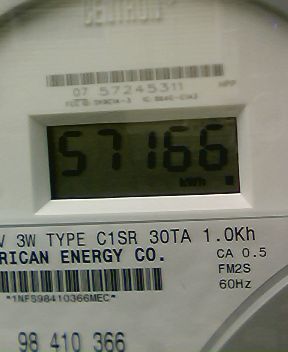 CENTRON
07 57245311
57166
kWh
V 3W TYPE C1SR 30TA 1.0Kh
RICAN ENERGY CO.
CA 0.5
FM2S
60Hz
*1NFS98410366MEC*
98 410 366